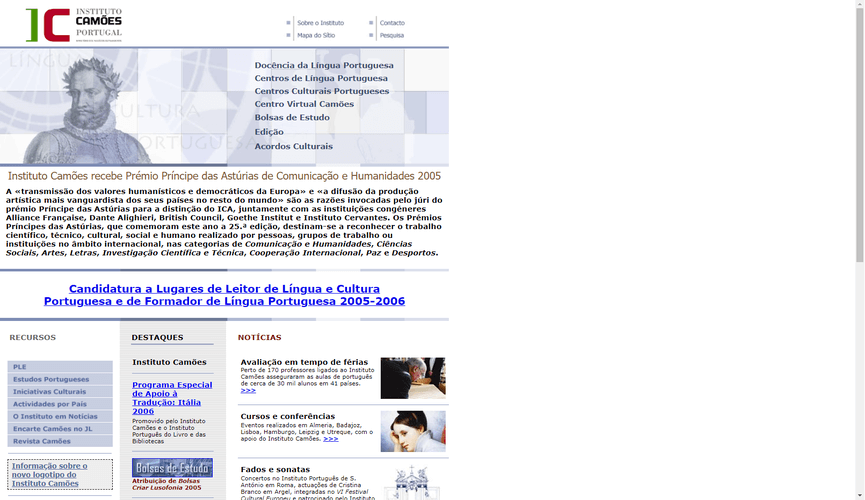 INSTITUTO
CAMÕES
PORTUGAL
Sobre o Instituto
Contacto
Mapa do Sítio
Pesquisa
LÍNGUA
CULTURA
PORTUGUESA
Docência da Língua Portuguesa
Centros de Língua Portuguesa
Centros Culturais Portugueses
Centro Virtual Camões
Bolsas de Estudo
Edição
Acordos Culturais
Instituto Camões recebe Prémio Príncipe das Astúrias de Comunicação e Humanidades 2005
A «transmissão dos valores humanísticos e democráticos da Europa» e «a difusão da produção
artística mais vanguardista dos seus países no resto do mundo» são as razões invocadas pelo júri do
prémio Príncipe das Astúrias para a distinção do ICA, juntamente com as instituições congéneres
Alliance Française, Dante Alighieri, British Council, Goethe Institut e Instituto Cervantes. Os Prémios
Príncipes das Astúrias, que comemoram este ano a 25.ª edição, destinam-se a reconhecer o trabalho
científico, técnico, cultural, social e humano realizado por pessoas, grupos de trabalho ou
instituições no âmbito internacional, nas categorias de Comunicação e Humanidades, Ciências
Sociais, Artes, Letras, Investigação Científica e Técnica, Cooperação Internacional, Paz e Desportos.
Candidatura a Lugares de Leitor de Língua e Cultura
Portuguesa e de Formador de Língua Portuguesa 2005-2006
RECURSOS
PLE
Estudos Portugueses
Iniciativas Culturais
Actividades por País
O Instituto em Notícias
Encarte Camões no JL
Revista Camões
Informação sobre o
novo logotipo do
Instituto Camões
DESTAQUES
Instituto Camões
Programa Especial
de Apoio à
Tradução: Itália
2006
Promovido pelo Instituto
Camões e o Instituto
Português do Livro e das
Bibliotecas
Bolsas de Estudo
Atribuição de Bolsas
Criar Lusofonia 2005
NOTÍCIAS
Avaliação em tempo de férias
Perto de 170 professores ligados ao Instituto
Camões asseguraram as aulas de português
de cerca de 30 mil alunos em 41 países.
>>>
Cursos e conferências
Eventos realizados em Almeria, Badajoz,
Lisboa, Hamburgo, Leipzig e Utreque, com o
apoio do Instituto Camões. >>>
Fados e sonatas
Concertos no Instituto Português de S.
António em Roma, actuações de Cristina
Branco em Argel, integradas no VI Festival
Cultural Europeu e patrocinado pelo Instituto